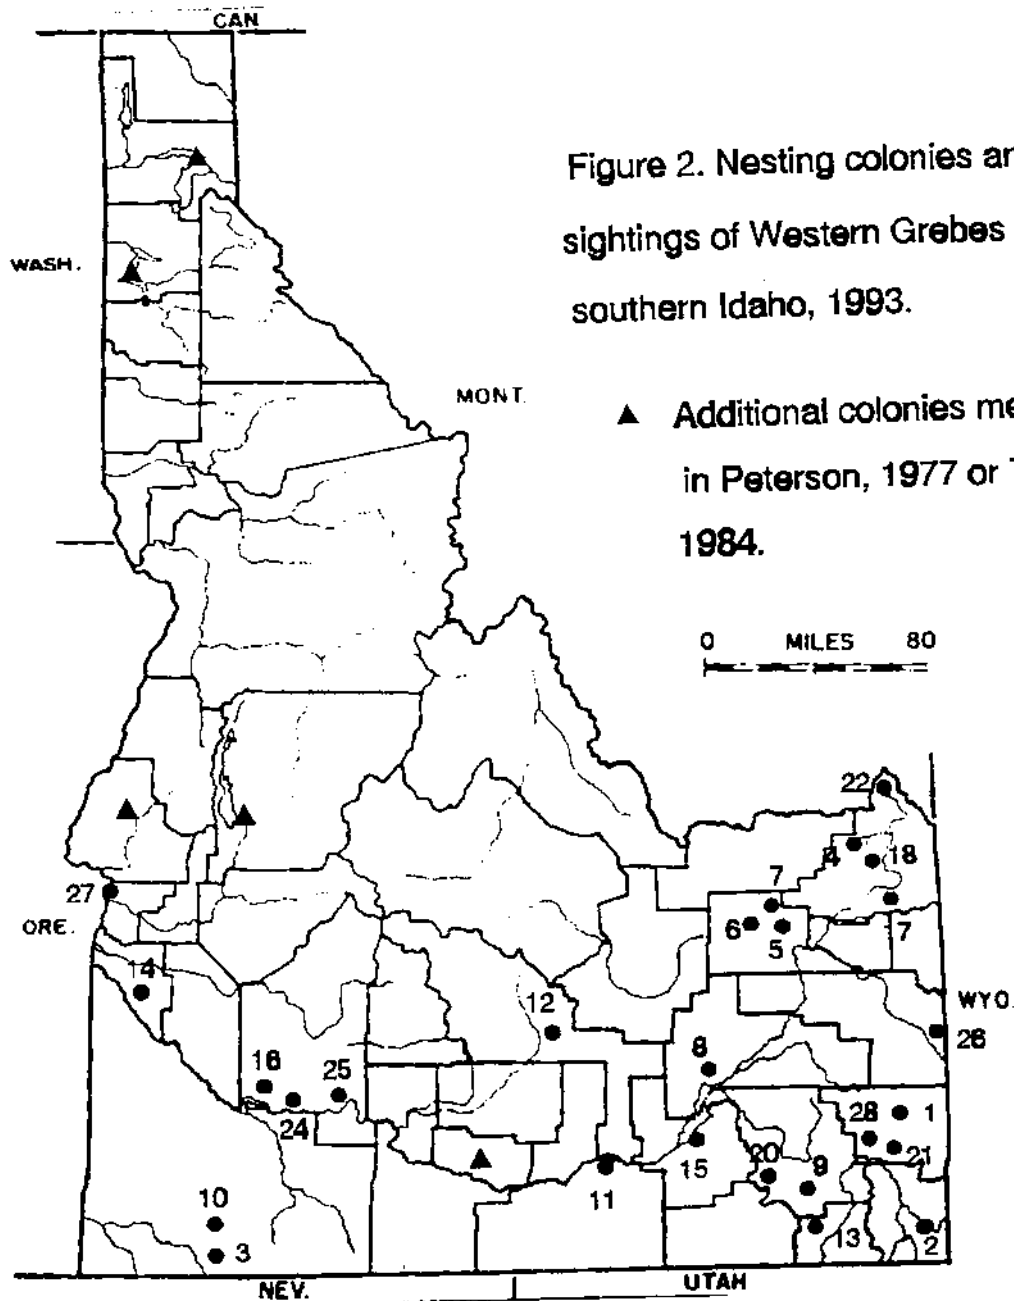 CAN
Figure 2. Nesting colonies
sightings of Western Grebes
southern Idaho, 1993.
WASH.
MONT.
▲ Additional colonies
in Peterson, 1977 or
1984.
0 MILES 80
22
4
18
7
27
6
5
7
ORE.
14
12
WYO.
26
8
16
25
24
28
1
21
15
20
9
11
10
13
2
3
NEV.
UTAH